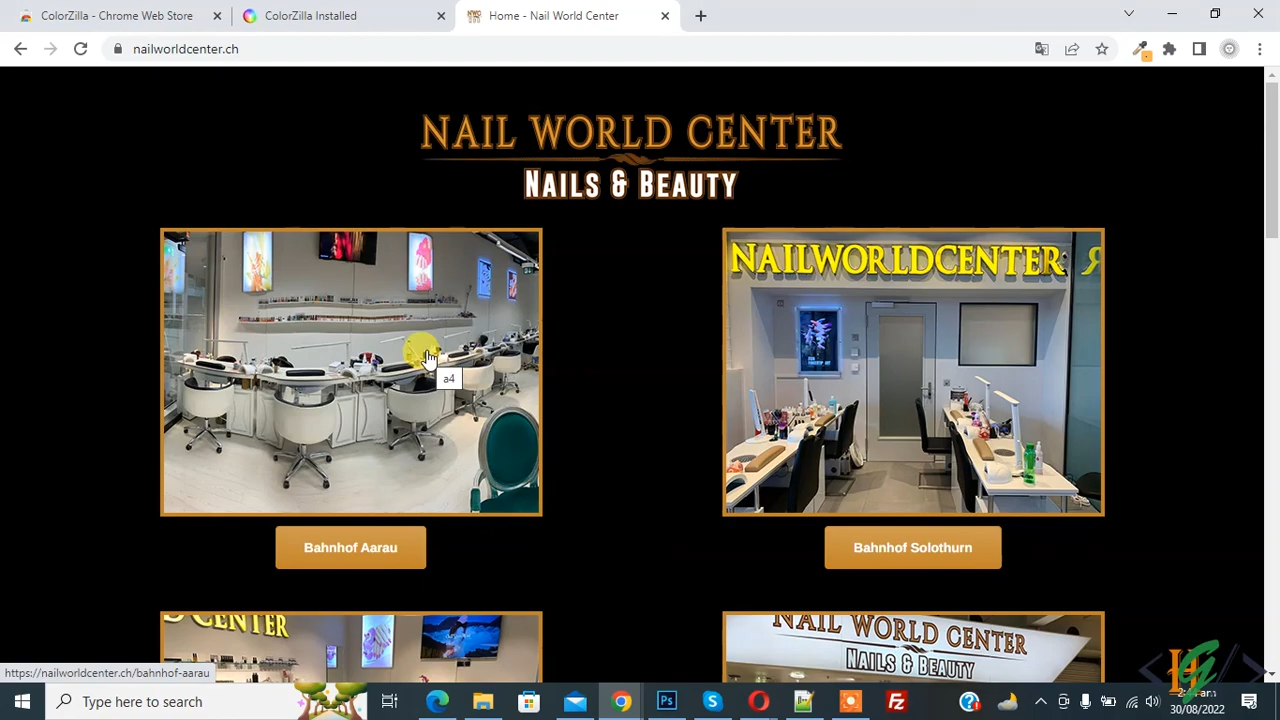 ColorZilla - Chrome Web Store
ColorZilla Installed
Home - Nail World Center
nailworldcenter.ch
NAIL WORLD CENTER
NAILS & BEAUTY
NAILWORLDCENTER
a4
Bahnhof Aarau
Bahnhof Solothurn
CENTER
NAIL WORLD CENTER
NAILS & BEAUTY
https://nailworldcenter.ch/bahnhof-aarau
Type here to search
30/08/2022